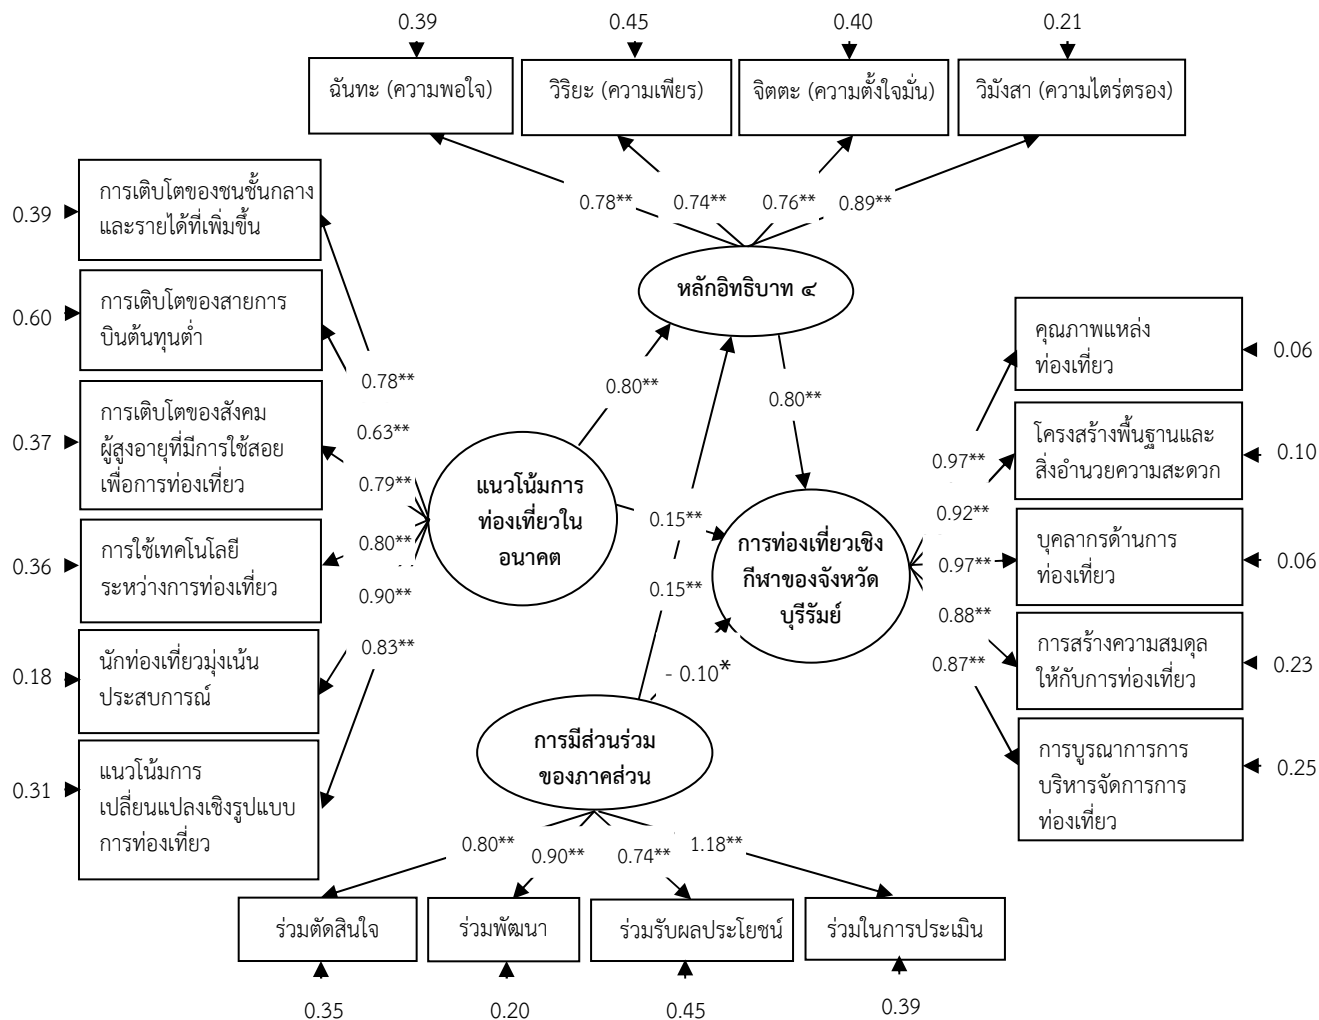 0.39
0.45
0.40
0.21
ฉันทะ (ความพอใจ)
วิริยะ (ความเพียร)
จิตตะ (ความตั้งใจมั่น)
วิมังสา (ความไตร่ตรอง)
0.78**
0.74**
0.76**
0.89**
หลักอิทธิบาท ๔
0.39
การเติบโตของชนชั้นกลาง
และรายได้ที่เพิ่มขึ้น
0.60
การเติบโตของสายการ
บินต้นทุนต่ำ
0.37
การเติบโตของสังคม
ผู้สูงอายุที่มีการใช้สอย
เพื่อการท่องเที่ยว
0.36
การใช้เทคโนโลยี
ระหว่างการท่องเที่ยว
0.18
นักท่องเที่ยวมุ่งเน้น
ประสบการณ์
0.31
แนวโน้มการ
เปลี่ยนแปลงเชิงรูปแบบ
การท่องเที่ยว
0.78**
0.63**
0.79**
0.80**
0.90**
0.83**
แนวโน้มการ
ท่องเที่ยวใน
อนาคต
0.80**
0.80**
0.15**
0.15**
- 0.10*
การท่องเที่ยวเชิง
กีฬาของจังหวัด
บุรีรัมย์
0.97**
0.92**
0.97**
0.88**
0.87**
คุณภาพแหล่ง
ท่องเที่ยว
0.06
โครงสร้างพื้นฐานและ
สิ่งอำนวยความสะดวก
0.10
บุคลากรด้านการ
ท่องเที่ยว
0.06
การสร้างความสมดุล
ให้กับการท่องเที่ยว
0.23
การบูรณาการการ
บริหารจัดการการ
ท่องเที่ยว
0.25
การมีส่วนร่วม
ของภาคส่วน
0.80**
0.90**
0.74**
1.18**
ร่วมตัดสินใจ
ร่วมพัฒนา
ร่วมรับผลประโยชน์
ร่วมในการประเมิน
0.35
0.20
0.45
0.39